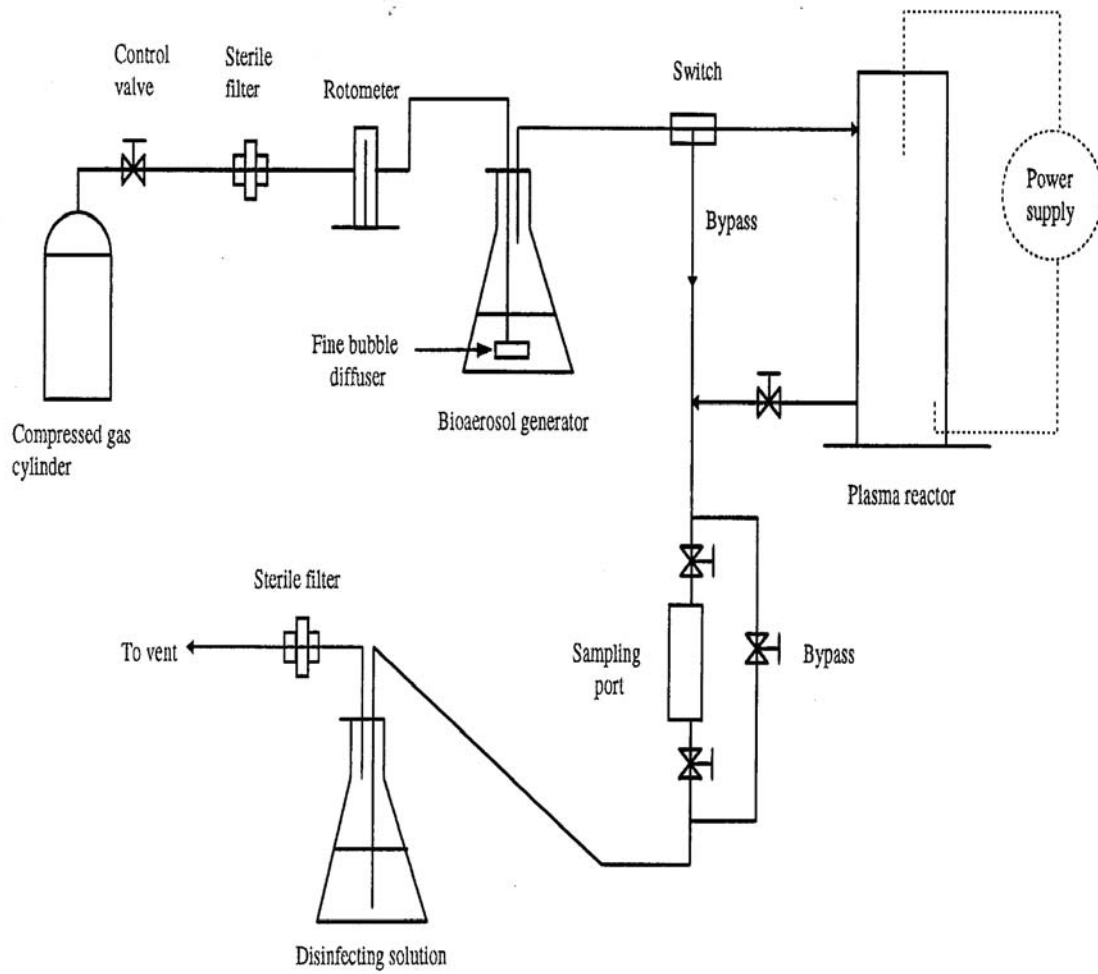 Control
valve
Sterile
filter
Rotometer
Switch
Power
supply
Bypass
Fine bubble
diffuser
Bioaerosol generator
Compressed gas
cylinder
Plasma reactor
Sterile filter
To vent
Sampling
port
Bypass
Disinfecting solution